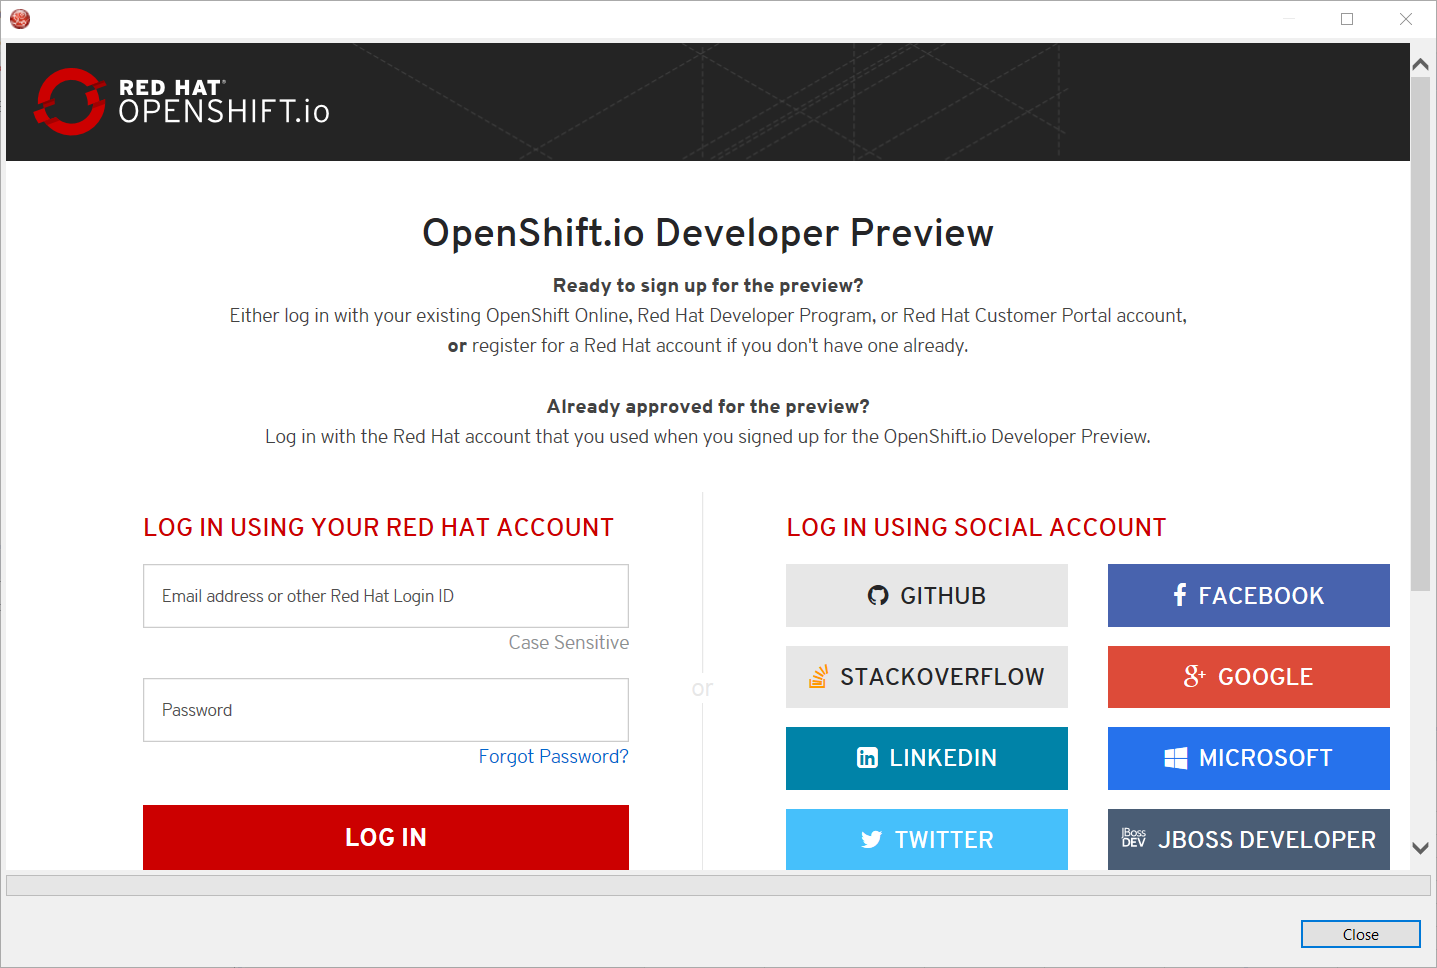 RED HAT®
OPENSHIFT.io
OpenShift.io Developer Preview
Ready to sign up for the preview?
Either log in with your existing OpenShift Online, Red Hat Developer Program, or Red Hat Customer Portal account,
or register for a Red Hat account if you don't have one already.
Already approved for the preview?
Log in with the Red Hat account that you used when you signed up for the OpenShift.io Developer Preview.
LOG IN USING YOUR RED HAT ACCOUNT
Email address or other Red Hat Login ID
Case Sensitive
Password
Forgot Password?
LOG IN
or
LOG IN USING SOCIAL ACCOUNT
GITHUB
FACEBOOK
STACKOVERFLOW
g+ GOOGLE
in LINKEDIN
MICROSOFT
TWITTER
JBoss DEV JBOSS DEVELOPER
Close